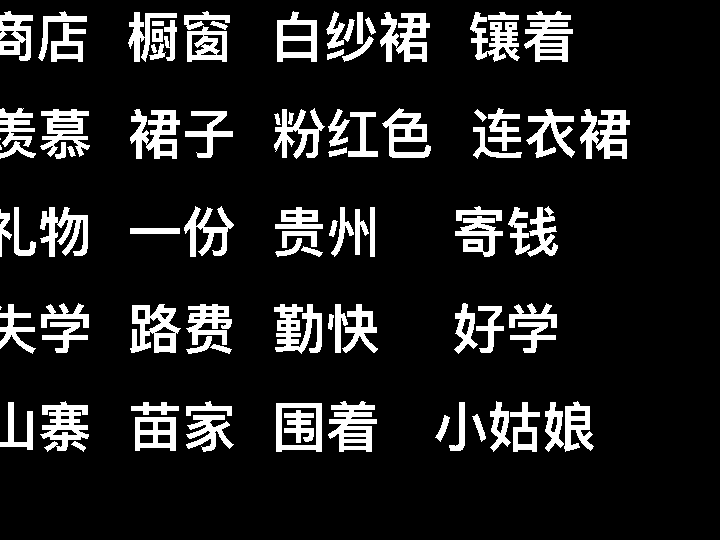 商店 橱窗 白纱裙 镶着
羡慕 裙子 粉红色 连衣裙
礼物 一份 贵州 寄钱
失学 路费 勤快 好学
山寨 苗家 围着 小姑娘